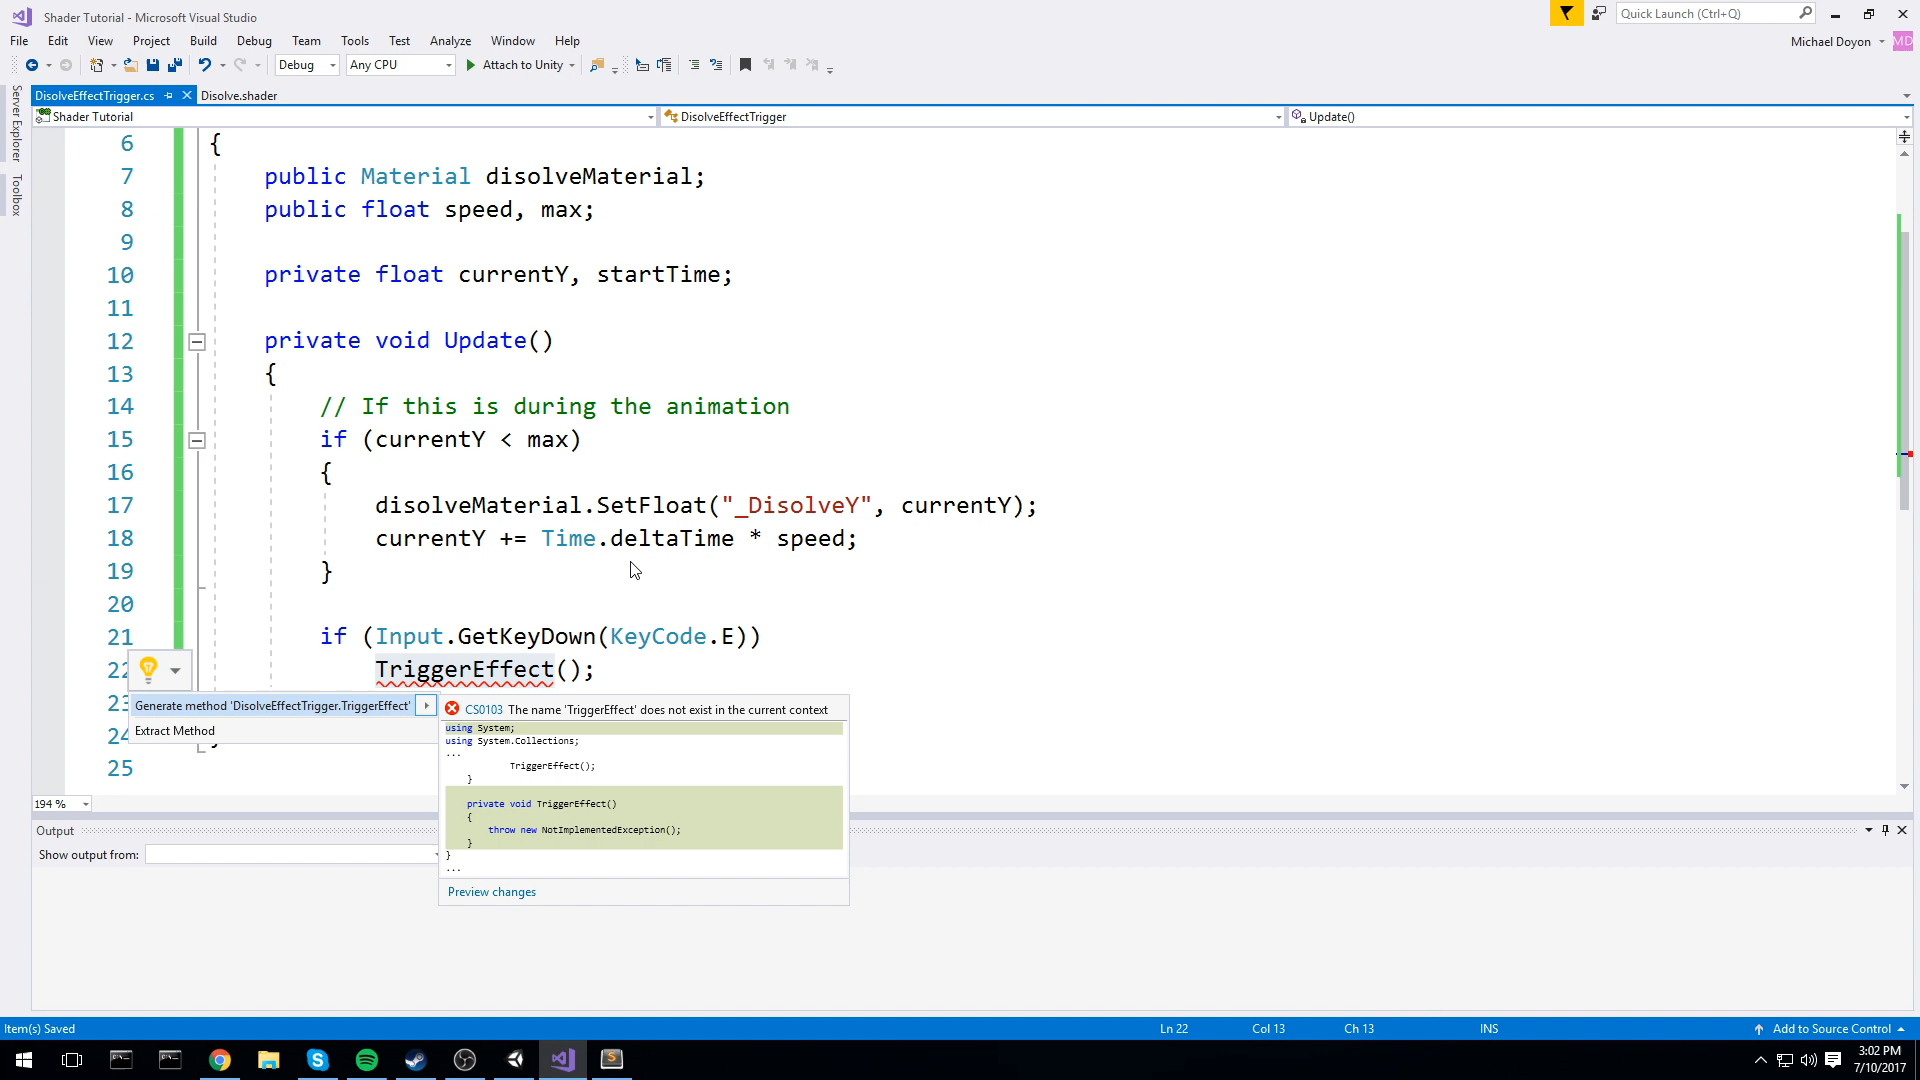 Shader Tutorial - Microsoft Visual Studio
Quick Launch (Ctrl+Q)
File Edit View Project Build Debug Team Tools Test Analyze Window Help
Michael Doyon MD
Debug Any CPU Attach to Unity
Server Explorer
Toolbox
DisolveEffectTrigger.cs Disolve.shader
Shader Tutorial DisolveEffectTrigger Update()
6 {
7 public Material disolveMaterial;
8 public float speed, max;
9
10 private float currentY, startTime;
11
12 private void Update()
13 {
14 // If this is during the animation
15 if (currentY < max)
16 {
17 disolveMaterial.SetFloat("_DisolveY", currentY);
18 currentY += Time.deltaTime * speed;
19 }
20
21 if (Input.GetKeyDown(KeyCode.E))
22 TriggerEffect();
Generate method 'DisolveEffectTrigger.TriggerEffect'
Extract Method
CS0103 The name 'TriggerEffect' does not exist in the current context
using System;
using System.Collections;
...
TriggerEffect();
}
private void TriggerEffect()
{
throw new NotImplementedException();
}
}
...
Preview changes
25
194 %
Output
Show output from:
Item(s) Saved
Ln 22 Col 13 Ch 13 INS
Add to Source Control
3:02 PM
7/10/2017